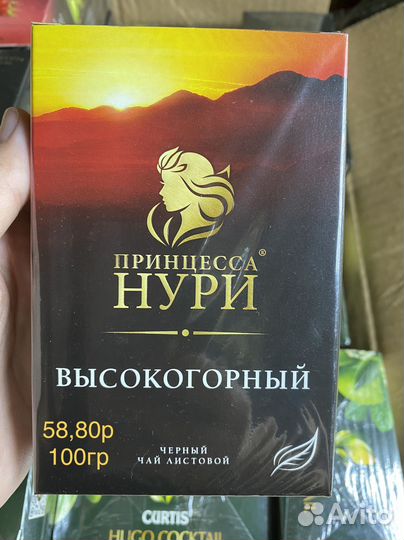 ПРИНЦЕССА®
НУРИ
ВЫСОКОГОРНЫЙ
58,80р
100гр
ЧЕРНЫЙ
ЧАЙ ЛИСТОВОЙ
CURTIS
HUGO COCKTAIL
Avito